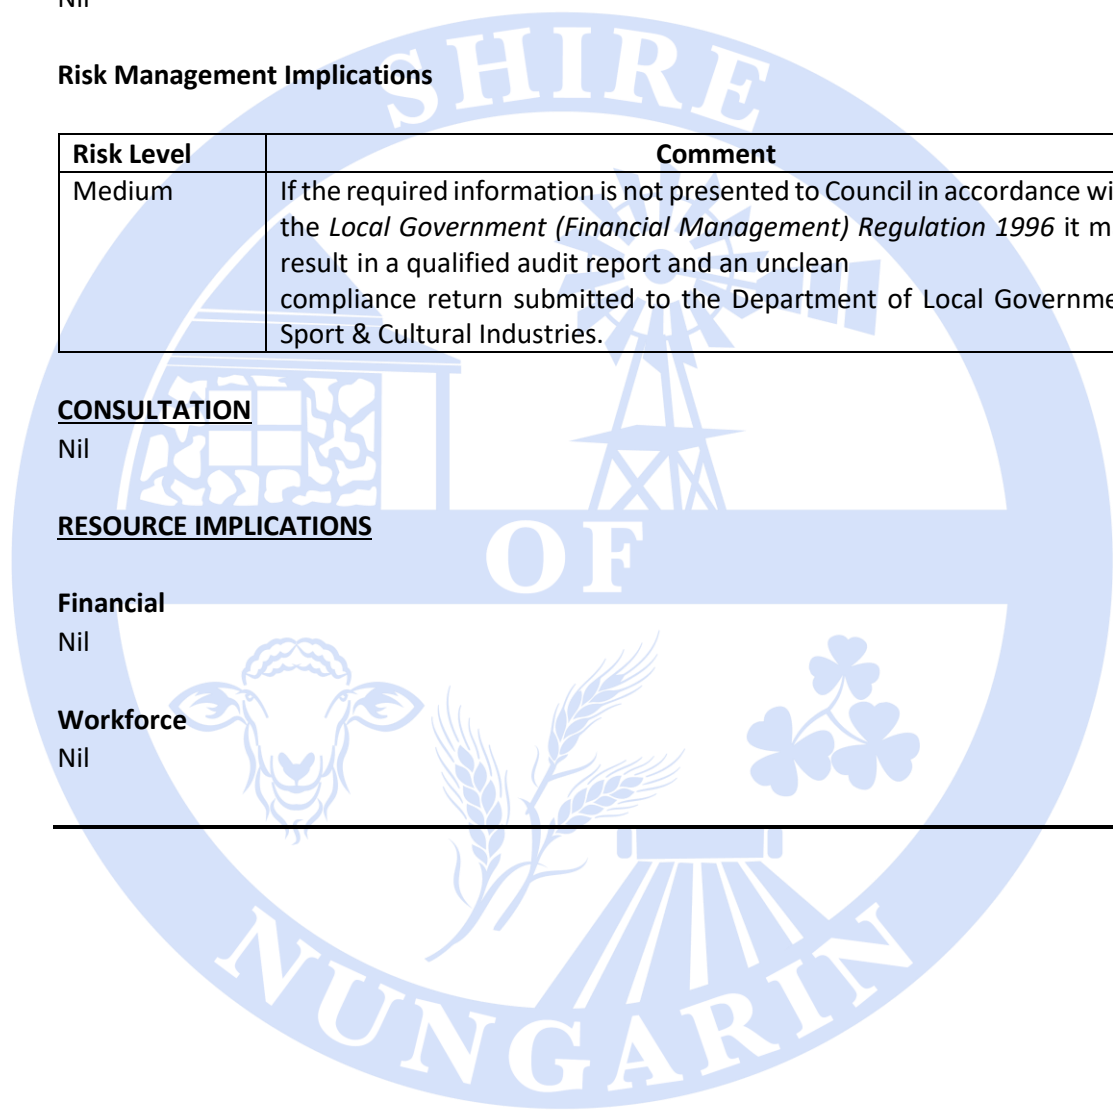 Nil
SHIRE
Risk Management Implications
Risk Level Comment
Medium If the required information is not presented to Council in accordance
the Local Government (Financial Management) Regulation 1996 it
result in a qualified audit report and an unclean
compliance return submitted to the Department of Local
Sport & Cultural Industries.
CONSULTATION
Nil
RESOURCE IMPLICATIONS
OF
Financial
Nil
Workforce
Nil
NUNGARIN